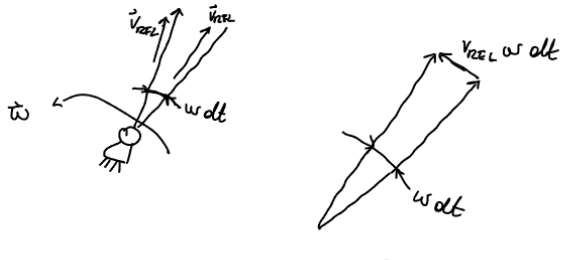 v⃗REL
v⃗REL
ω⃗
ω dt
vREL ω dt
ω dt